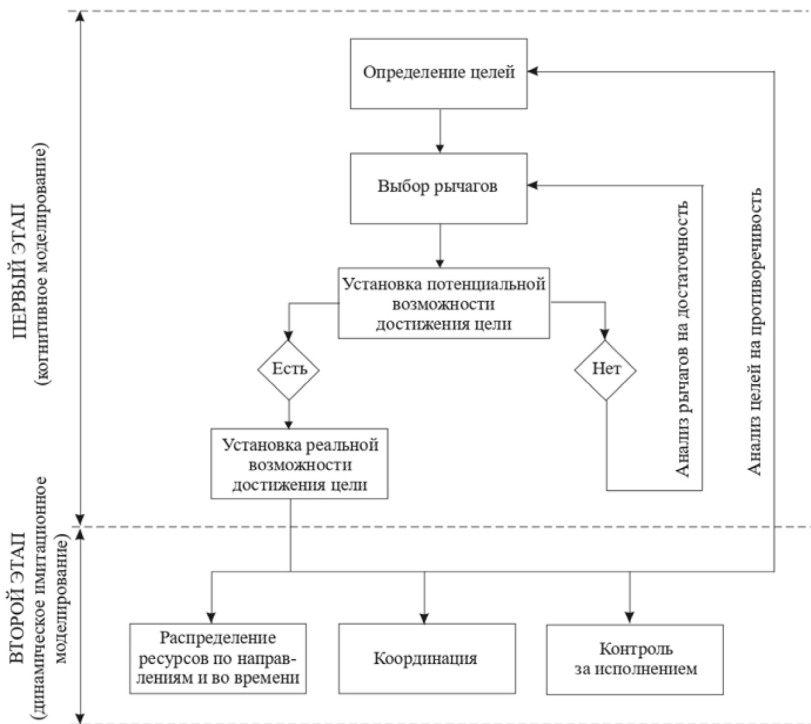 Определение целей
Выбор рычагов
Установка потенциальной
возможности
достижения цели
Есть
Нет
Установка реальной
возможности
достижения цели
Анализ рычагов на достаточность
Анализ целей на противоречивость
ПЕРВЫЙ ЭТАП
(когнитивное моделирование)
ВТОРОЙ ЭТАП
(динамическое имитационное
моделирование)
Распределение
ресурсов по направ-
лениям и во времени
Координация
Контроль
за исполнением